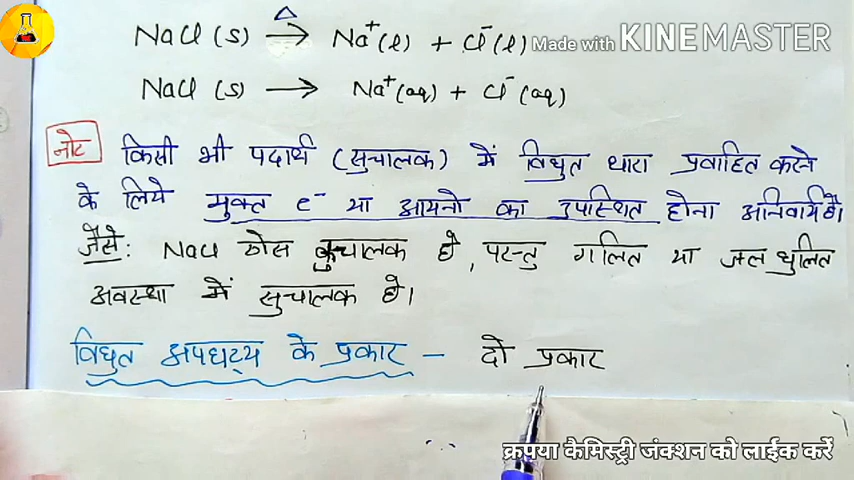 NaCl (s) △→ Na⁺(l) + Cl⁻(l) Made with KINEMASTER
NaCl (s) → Na⁺(aq) + Cl⁻(aq)
नोट किसी भी पदार्थ (सुचालक) में विधुत धारा प्रवाहित करने
के लिये मुक्त e⁻ या आयनो का उपस्थित होना अनिवार्य है।
जैसे: NaCl ठोस कुचालक है, परन्तु गलित या जल धुलित
अवस्था में सुचालक है।
विधुत अपघट्य के प्रकार – दो प्रकार
क्रपया कैमिस्ट्री जंक्शन को लाईक करें